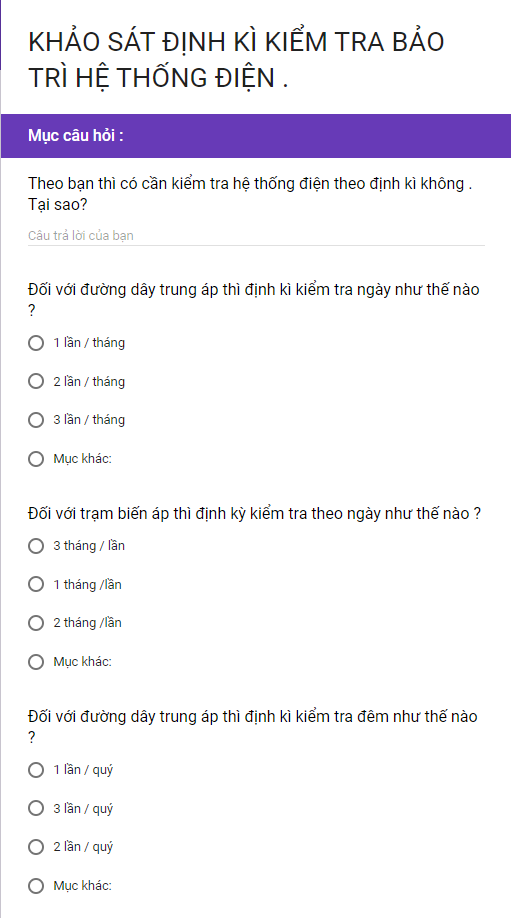 KHẢO SÁT ĐỊNH KÌ KIỂM TRA BẢO
TRÌ HỆ THỐNG ĐIỆN .
Mục câu hỏi :
Theo bạn thì có cần kiểm tra hệ thống điện theo định kì không .
Tại sao?
Câu trả lời của bạn
Đối với đường dây trung áp thì định kì kiểm tra ngày như thế nào
?
1 lần / tháng
2 lần / tháng
3 lần / tháng
Mục khác:
Đối với trạm biến áp thì định kỳ kiểm tra theo ngày như thế nào ?
3 tháng / lần
1 tháng /lần
2 tháng /lần
Mục khác:
Đối với đường dây trung áp thì định kì kiểm tra đêm như thế nào
?
1 lần / quý
3 lần / quý
2 lần / quý
Mục khác: